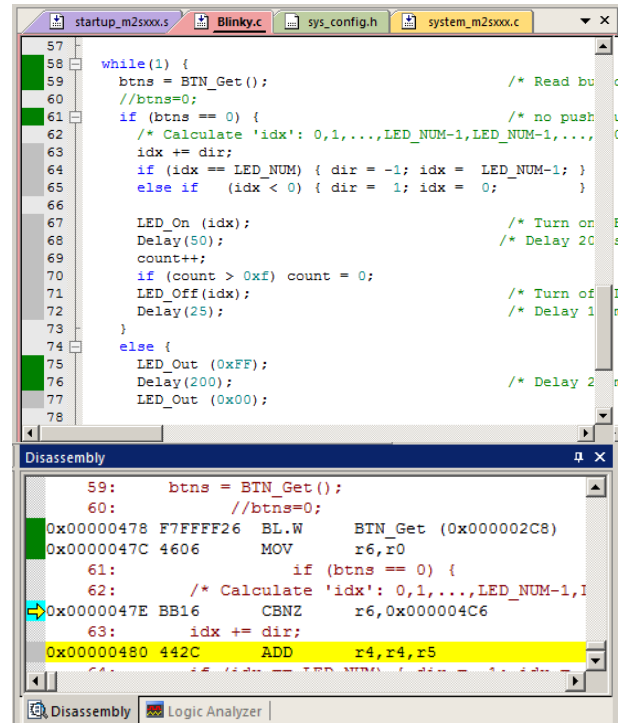 startup_m2sxxx.s Blinky.c sys_config.h system_m2sxxx.c
57
58 while(1) {
59 btns = BTN_Get(); /* Read bu
60 //btns=0;
61 if (btns == 0) { /* no push
62 /* Calculate 'idx': 0,1,...,LED_NUM-1,LED_NUM-1,...,
63 idx += dir;
64 if (idx == LED_NUM) { dir = -1; idx = LED_NUM-1; }
65 else if (idx < 0) { dir = 1; idx = 0; }
66
67 LED_On (idx); /* Turn on
68 Delay(50); /* Delay 20
69 count++;
70 if (count > 0xf) count = 0;
71 LED_Off(idx); /* Turn of
72 Delay(25); /* Delay 1
73 }
74 else {
75 LED_Out (0xFF);
76 Delay(200); /* Delay 2
77 LED_Out (0x00);
78
Disassembly
59: btns = BTN_Get();
60: //btns=0;
0x00000478 F7FFFF26 BL.W BTN_Get (0x000002C8)
0x0000047C 4606 MOV r6,r0
61: if (btns == 0) {
62: /* Calculate 'idx': 0,1,...,LED_NUM-1,
0x0000047E BB16 CBNZ r6,0x000004C6
63: idx += dir;
0x00000480 442C ADD r4,r4,r5
Disassembly Logic Analyzer